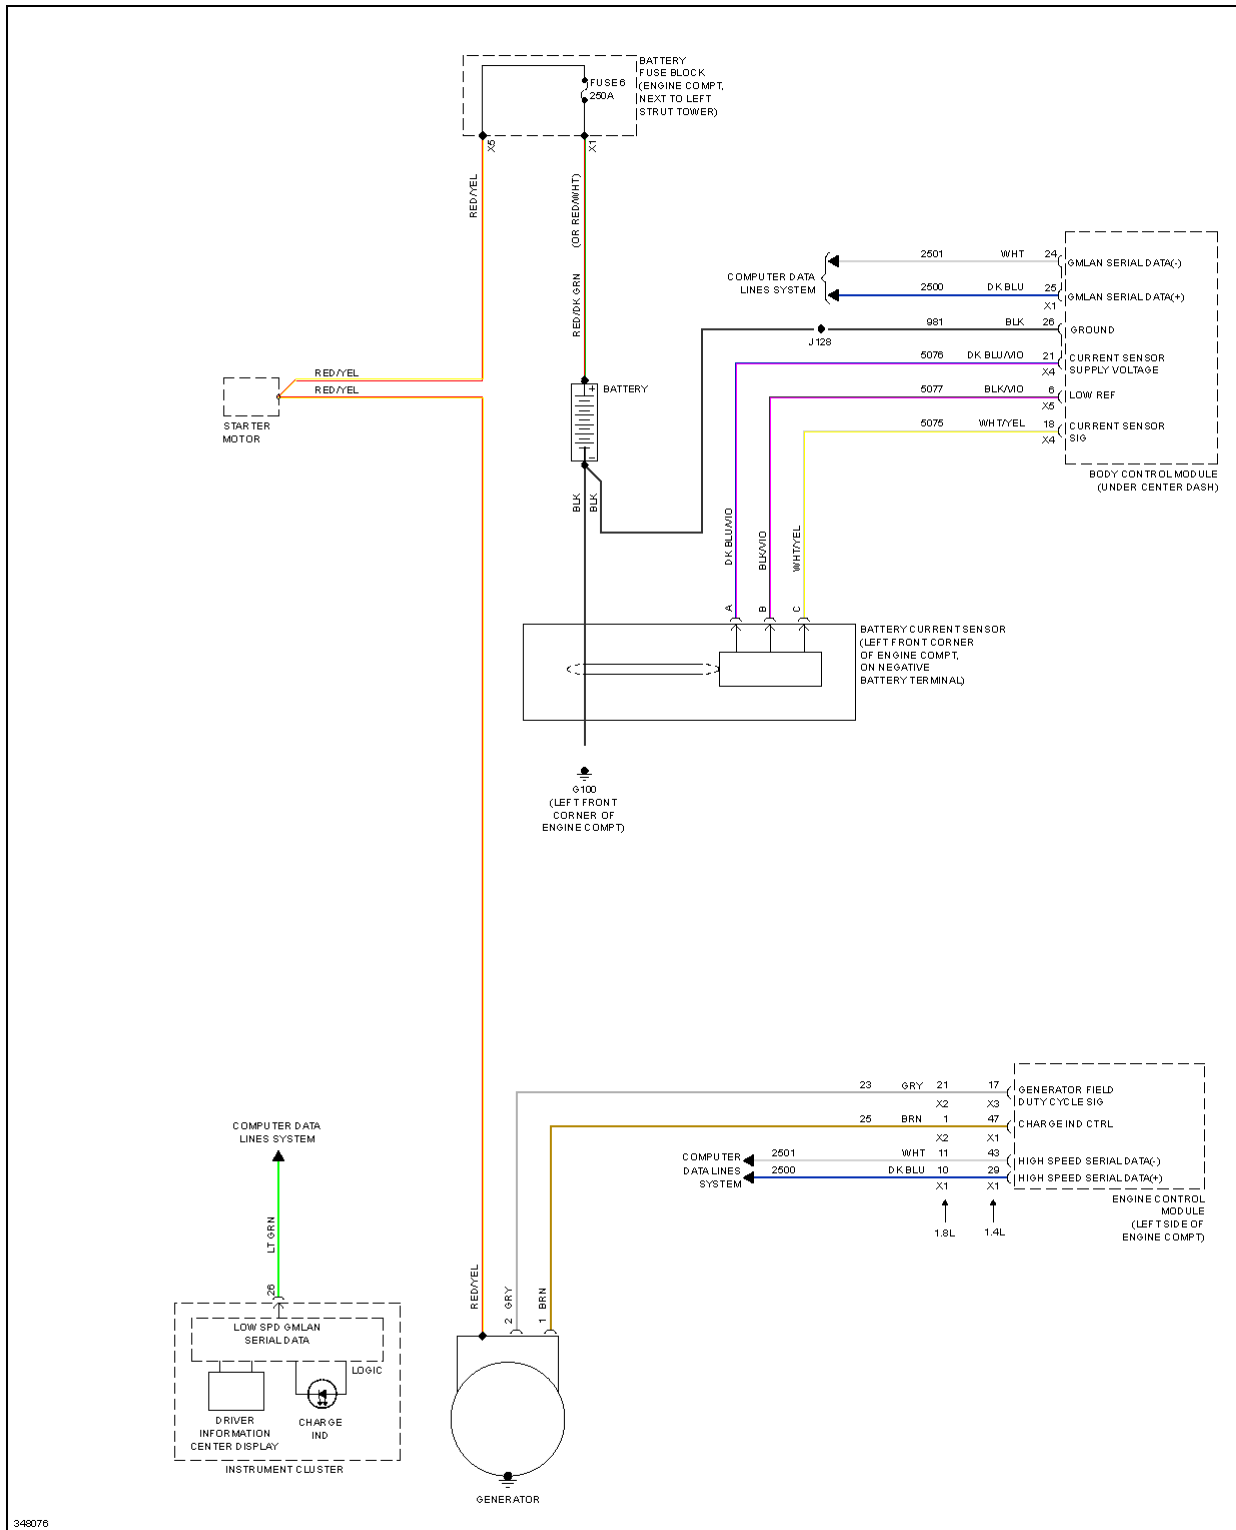 BATTERY
FUSE BLOCK
(ENGINE COMPT,
NEXT TO LEFT
STRUT TOWER)
FUSE 6
250A
X5
X1
RED/YEL
(OR RED/WHT)
RED/DK GRN
COMPUTER DATA
LINES SYSTEM
2501 WHT 24 GMLAN SERIAL DATA(-)
2500 DK BLU 25 GMLAN SERIAL DATA(+)
X1
981 BLK 26 GROUND
J128
5076 DK BLU/VIO 21 CURRENT SENSOR
X4 SUPPLY VOLTAGE
5077 BLK/VIO 6 LOW REF
X5
5075 WHT/YEL 18 CURRENT SENSOR
X4 SIG
BODY CONTROL MODULE
(UNDER CENTER DASH)
RED/YEL
RED/YEL
STARTER
MOTOR
+ BATTERY
-
BLK
BLK
DK BLU/VIO
BLK/VIO
WHT/YEL
A
B
C
BATTERY CURRENT SENSOR
(LEFT FRONT CORNER
OF ENGINE COMPT,
ON NEGATIVE
BATTERY TERMINAL)
G100
(LEFT FRONT
CORNER OF
ENGINE COMPT)
23 GRY 21 17 GENERATOR FIELD
X2 X3 DUTY CYCLE SIG
25 BRN 1 47 CHARGE IND CTRL
X2 X1
COMPUTER
DATA LINES
SYSTEM
2501 WHT 11 43 HIGH SPEED SERIAL DATA(-)
2500 DK BLU 10 29 HIGH SPEED SERIAL DATA(+)
X1 X1
1.8L 1.4L
ENGINE CONTROL
MODULE
(LEFT SIDE OF
ENGINE COMPT)
COMPUTER DATA
LINES SYSTEM
LT GRN
26
LOW SPD GMLAN
SERIAL DATA
LOGIC
DRIVER
INFORMATION
CENTER DISPLAY
CHARGE
IND
INSTRUMENT CLUSTER
RED/YEL
2 GRY
1 BRN
GENERATOR
348076